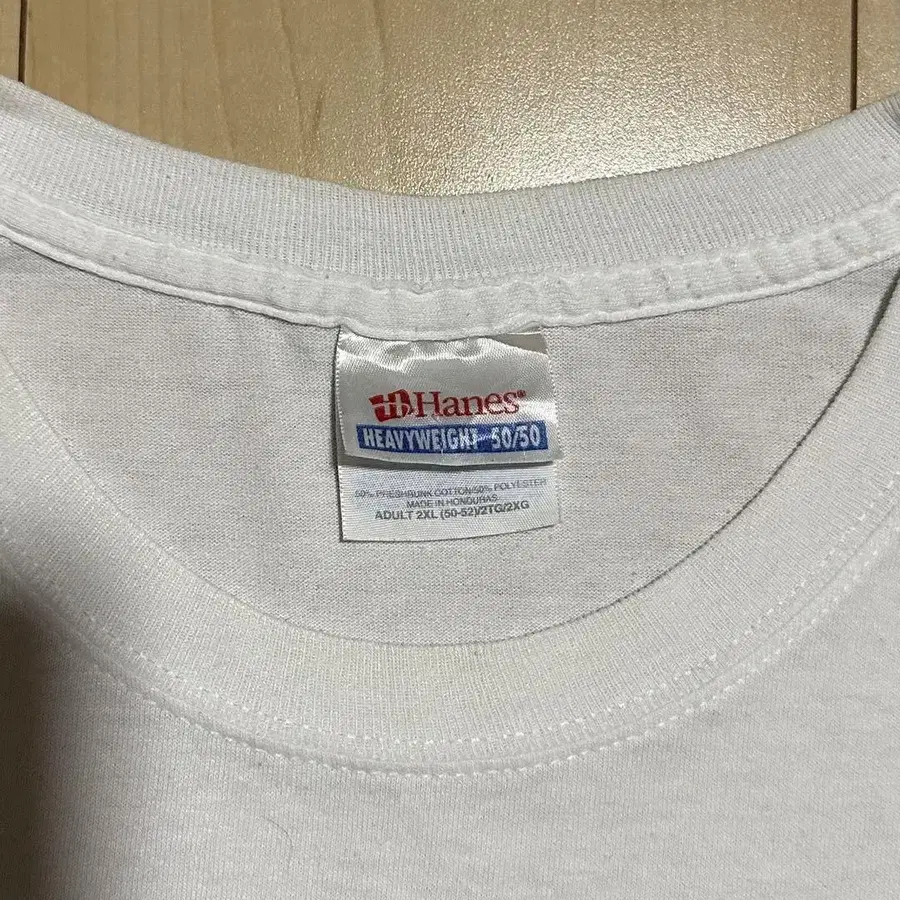 Hanes®
HEAVYWEIGHT 50/50
50% PRESHRUNK COTTON/50% POLYESTER
MADE IN HONDURAS
ADULT 2XL (50-52)/2TG/2XG